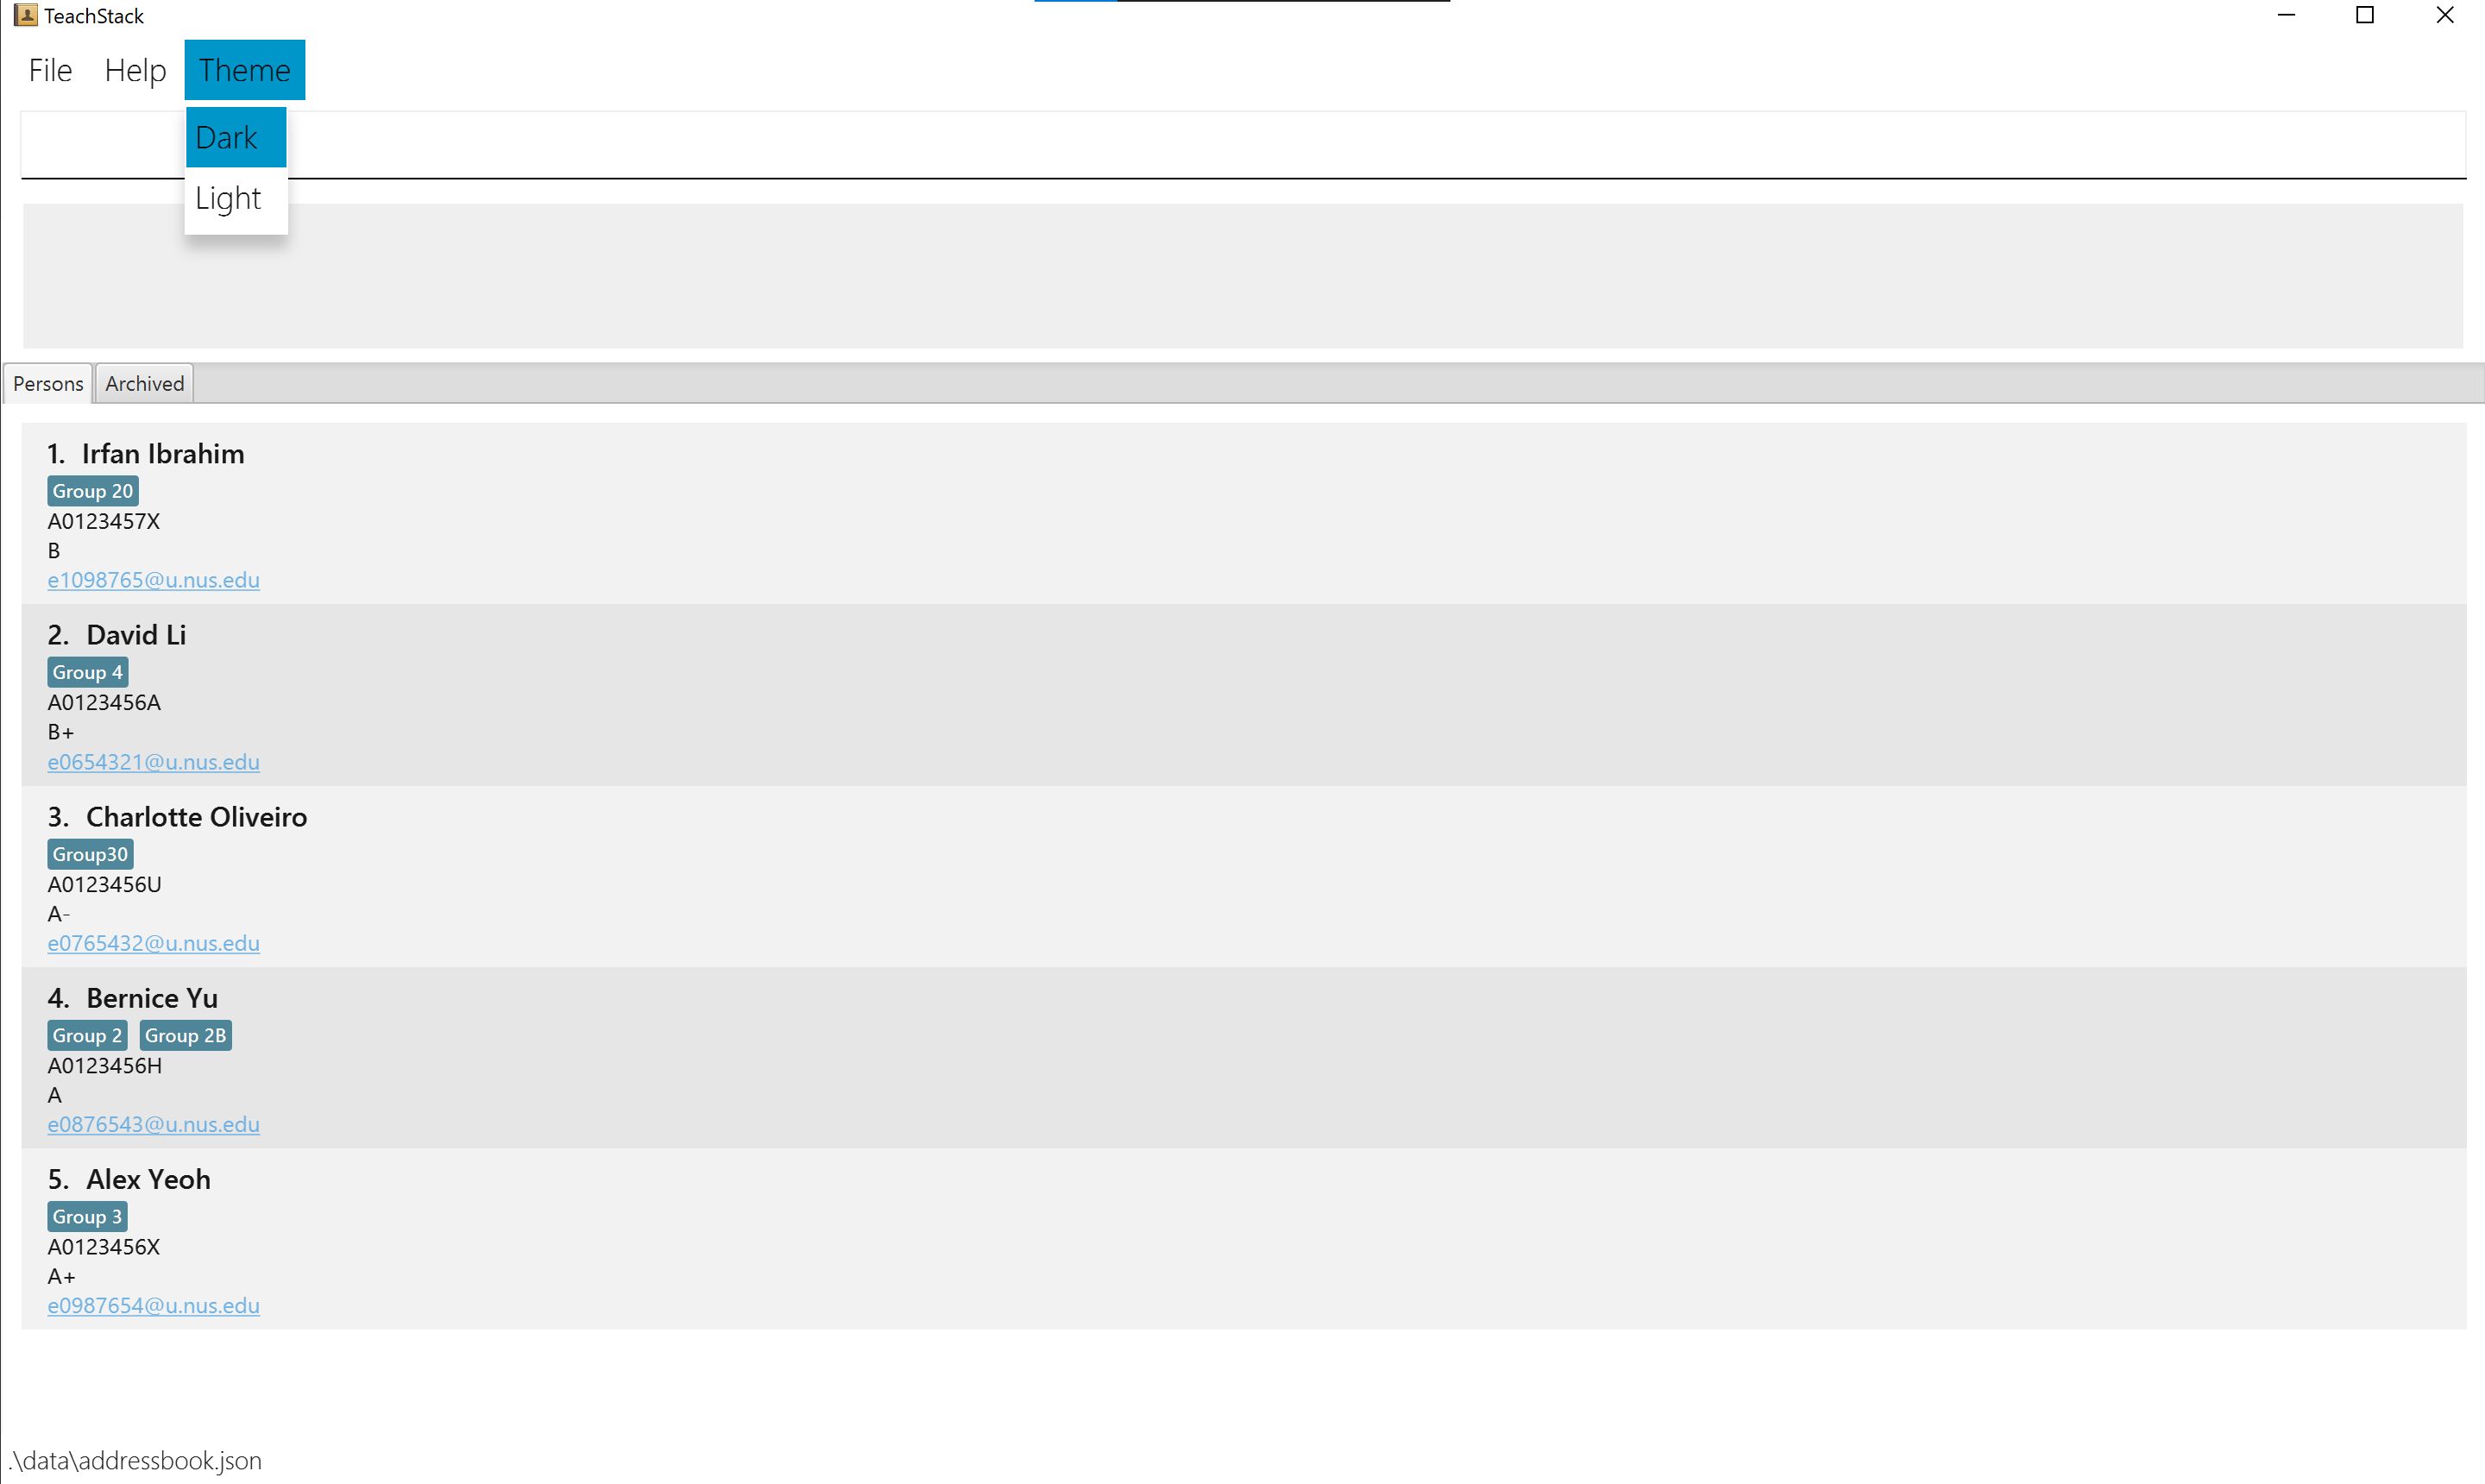 TeachStack
File Help Theme
Dark
Light
Persons Archived
1. Irfan Ibrahim
Group 20
A0123457X
B
e1098765@u.nus.edu
2. David Li
Group 4
A0123456A
B+
e0654321@u.nus.edu
3. Charlotte Oliveiro
Group30
A0123456U
A-
e0765432@u.nus.edu
4. Bernice Yu
Group 2 Group 2B
A0123456H
A
e0876543@u.nus.edu
5. Alex Yeoh
Group 3
A0123456X
A+
e0987654@u.nus.edu
.\data\addressbook.json